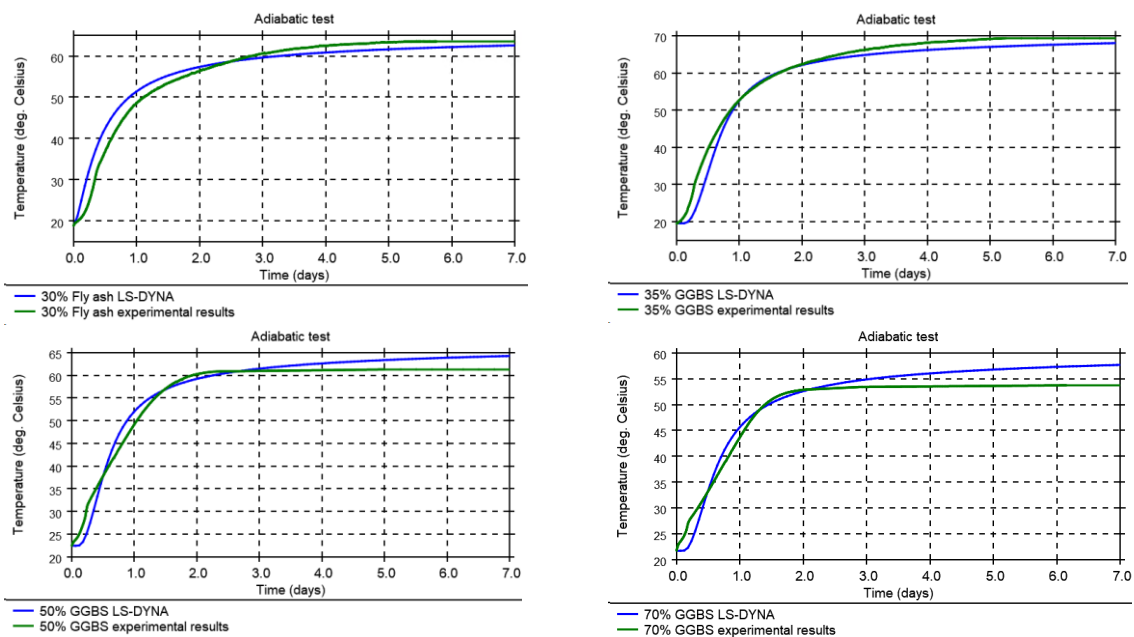 Adiabatic test
Temperature (deg. Celsius)
60
50
40
30
20
0.0 1.0 2.0 3.0 4.0 5.0 6.0 7.0
Time (days)
30% Fly ash LS-DYNA
30% Fly ash experimental results
Adiabatic test
Temperature (deg. Celsius)
70
60
50
40
30
20
0.0 1.0 2.0 3.0 4.0 5.0 6.0 7.0
Time (days)
35% GGBS LS-DYNA
35% GGBS experimental results
Adiabatic test
Temperature (deg. Celsius)
65
60
55
50
45
40
35
30
25
20
0.0 1.0 2.0 3.0 4.0 5.0 6.0 7.0
Time (days)
50% GGBS LS-DYNA
50% GGBS experimental results
Adiabatic test
Temperature (deg. Celsius)
60
55
50
45
40
35
30
25
20
0.0 1.0 2.0 3.0 4.0 5.0 6.0 7.0
Time (days)
70% GGBS LS-DYNA
70% GGBS experimental results